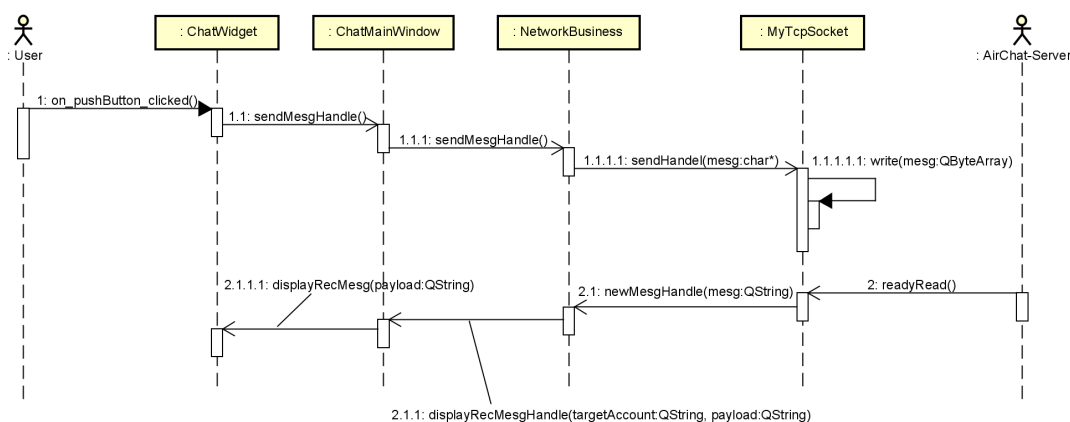 : User
: ChatWidget
: ChatMainWindow
: NetworkBusiness
: MyTcpSocket
: AirChat-Server
1: on_pushButton_clicked()
1.1: sendMesgHandle()
1.1.1: sendMesgHandle()
1.1.1.1: sendHandel(mesg:char*)
1.1.1.1.1: write(mesg:QByteArray)
2.1.1.1: displayRecMesg(payload:QString)
2.1: newMesgHandle(mesg:QString)
2: readyRead()
2.1.1: displayRecMesgHandle(targetAccount:QString, payload:QString)